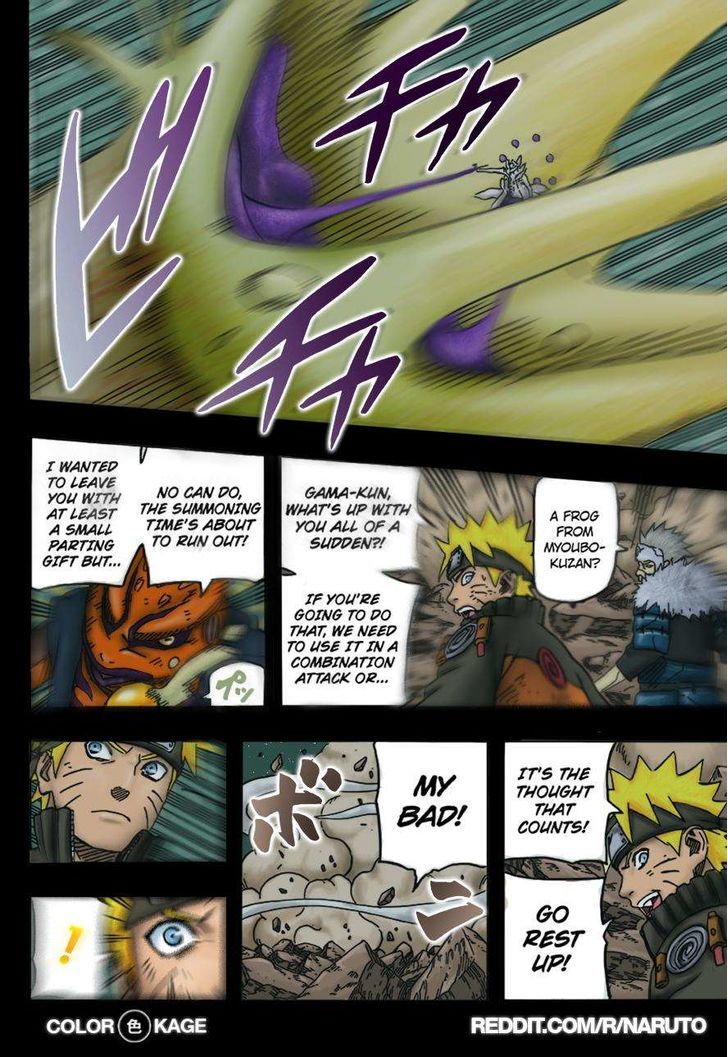 ビチャチャ
I WANTED
TO LEAVE
YOU WITH
AT LEAST
A SMALL
PARTING
GIFT BUT...
NO CAN DO,
THE SUMMONING
TIME'S ABOUT
TO RUN OUT!
ペッ
GAMA-KUN,
WHAT'S UP WITH
YOU ALL OF A
SUDDEN?!
IF YOU'RE
GOING TO DO
THAT, WE NEED
TO USE IT IN A
COMBINATION
ATTACK OR...
A FROG
FROM
MYOUBO-
KUZAN?
!
ボン
MY
BAD!
IT'S THE
THOUGHT
THAT
COUNTS!
GO
REST
UP!
COLOR 色 KAGE
REDDIT.COM/R/NARUTO